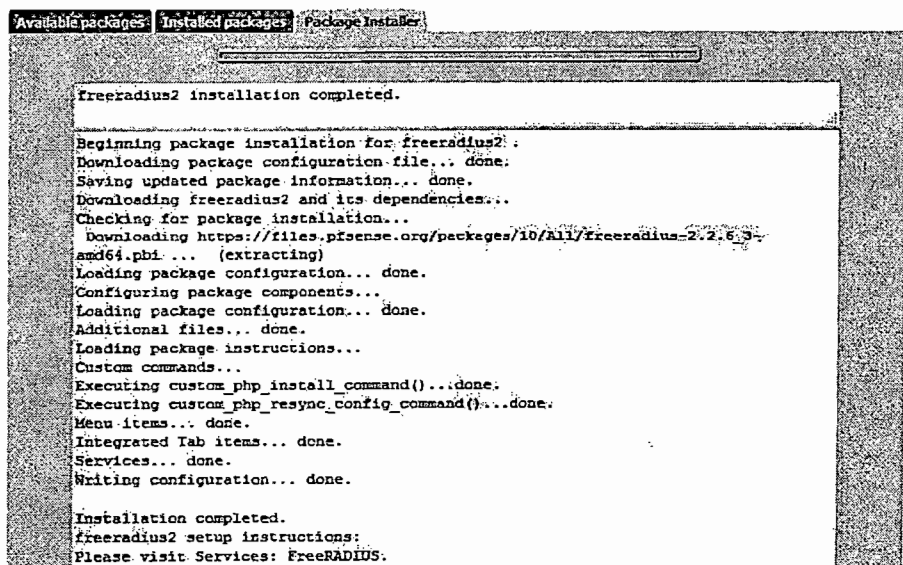 Available packages Installed packages Package Installer
freeradius2 installation completed.
Beginning package installation for freeradius2 .
Downloading package configuration file... done.
Saving updated package information... done.
Downloading freeradius2 and its dependencies...
Checking for package installation...
Downloading https://files.pfsense.org/packages/10/All/freeradius-2.2.6_3-
amd64.pbi ... (extracting)
Loading package configuration... done.
Configuring package components...
Loading package configuration... done.
Additional files... done.
Loading package instructions...
Custom commands...
Executing custom_php_install_command()...done.
Executing custom_php_resync_config_command()...done.
Menu items... done.
Integrated Tab items... done.
Services... done.
Writing configuration... done.
Installation completed.
freeradius2 setup instructions:
Please visit Services: FreeRADIUS.